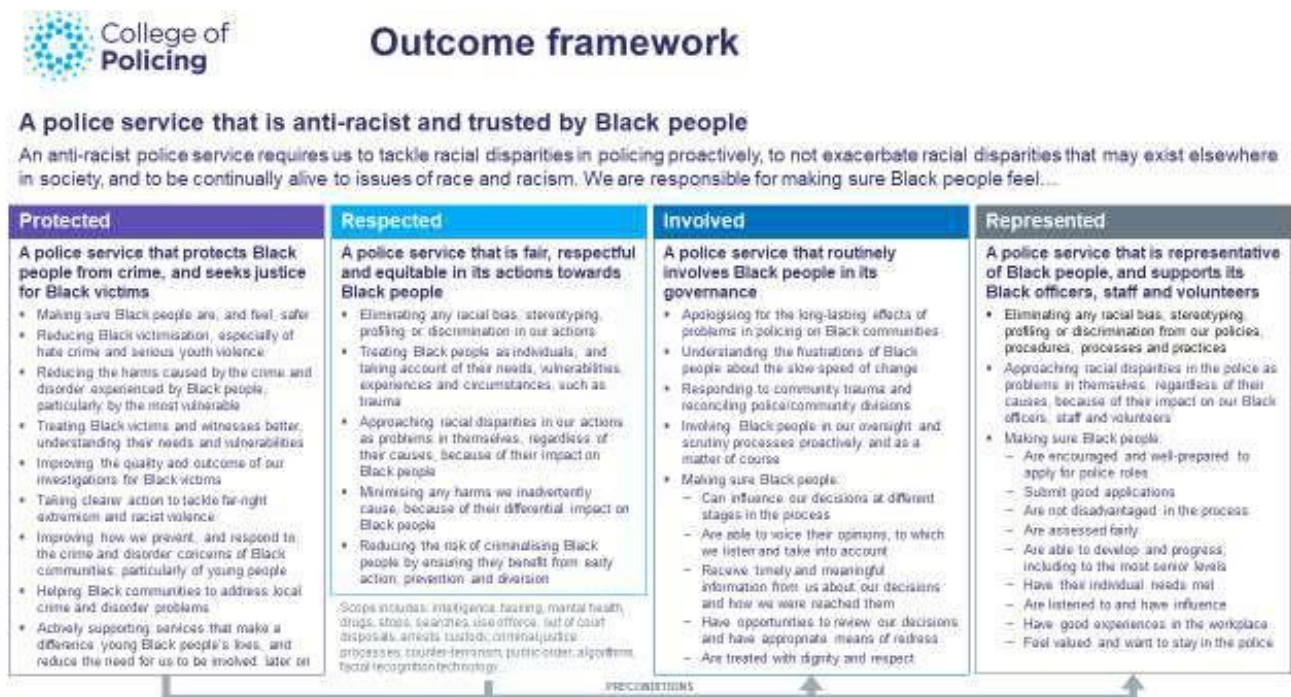 College of
Policing
Outcome framework
A police service that is anti-racist and trusted by Black people
An anti-racist police service requires us to tackle racial disparities in policing proactively, to not exacerbate racial disparities that may exist elsewhere
in society, and to be continually alive to issues of race and racism. We are responsible for making sure Black people feel...
Protected
A police service that protects Black
people from crime, and seeks justice
for Black victims
• Making sure Black people are, and feel, safer
• Reducing Black victimisation, especially of
hate crime and serious youth violence
• Reducing the harms caused by the crime and
disorder experienced by Black people,
particularly by the most vulnerable
• Treating Black victims and witnesses better,
understanding their needs and vulnerabilities
• Improving the quality and outcome of our
investigations for Black victims
• Taking clearer action to tackle far-right
extremism and racist violence
• Improving how we prevent, and respond to,
the crime and disorder concerns of Black
communities, particularly of young people
• Helping Black communities to address local
crime and disorder problems
• Actively supporting services that make a
difference young Black people's lives, and
reduce the need for us to be involved later on
Respected
A police service that is fair, respectful
and equitable in its actions towards
Black people
• Eliminating any racial bias, stereotyping,
profiling or discrimination in our actions
• Treating Black people as individuals, and
taking account of their needs, vulnerabilities,
experiences and circumstances, such as
trauma
• Approaching racial disparities in our actions
as problems in themselves, regardless of
their causes, because of their impact on
Black people
• Minimising any harms we inadvertently
cause, because of their differential impact on
Black people
• Reducing the risk of criminalising Black
people by ensuring they benefit from early
action, prevention and diversion
Scope includes: intelligence, tasking, mental health,
drugs, stops, searches, use of force, out of court
disposals, arrests, custody, criminal justice
processes, counter-terrorism, public order, algorithms,
facial recognition technology
Involved
A police service that routinely
involves Black people in its
governance
• Apologising for the long-lasting effects of
problems in policing on Black communities
• Understanding the frustrations of Black
people about the slow speed of change
• Responding to community trauma and
reconciling police/community divisions
• Involving Black people in our oversight and
scrutiny processes proactively and as a
matter of course
• Making sure Black people:
– Can influence our decisions at different
stages in the process
– Are able to voice their opinions, to which
we listen and take into account
– Receive timely and meaningful
information from us about our decisions
and how we were reached them
– Have opportunities to review our decisions
and have appropriate means of redress
– Are treated with dignity and respect
Represented
A police service that is representative
of Black people, and supports its
Black officers, staff and volunteers
• Eliminating any racial bias, stereotyping,
profiling or discrimination from our policies,
procedures, processes and practices
• Approaching racial disparities in the police as
problems in themselves, regardless of their
causes, because of their impact on our Black
officers, staff and volunteers
• Making sure Black people:
– Are encouraged and well-prepared to
apply for police roles
– Submit good applications
– Are not disadvantaged in the process
– Are assessed fairly
– Are able to develop and progress,
including to the most senior levels
– Have their individual needs met
– Are listened to and have influence
– Have good experiences in the workplace
– Feel valued and want to stay in the police
PRECONDITIONS